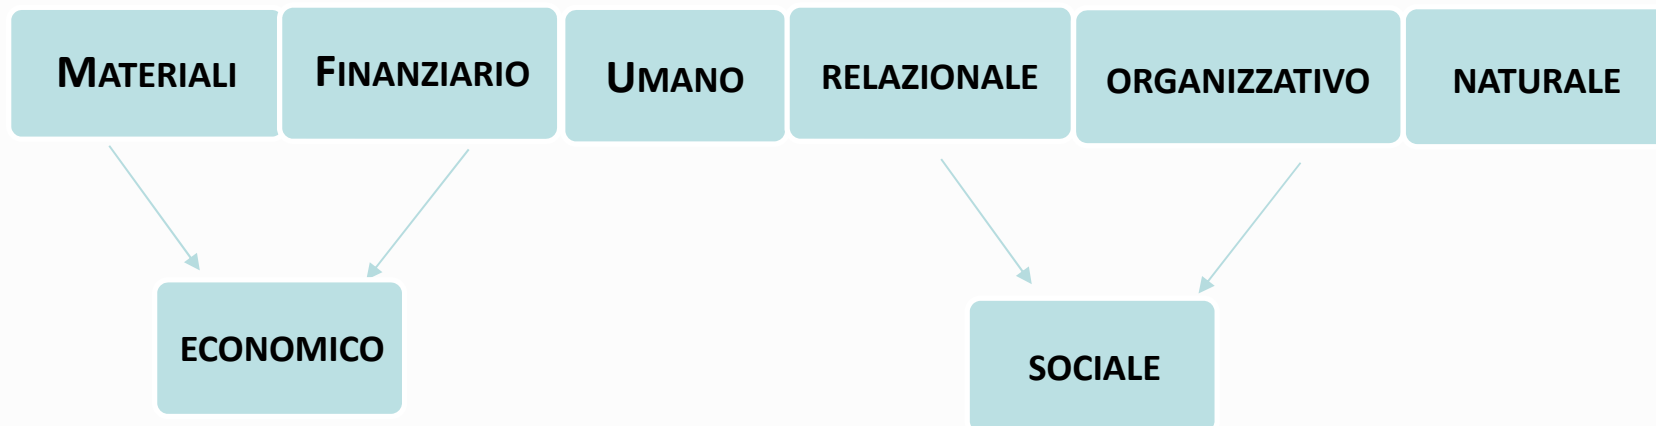 MATERIALI
FINANZIARIO
UMANO
RELAZIONALE
ORGANIZZATIVO
NATURALE
ECONOMICO
SOCIALE